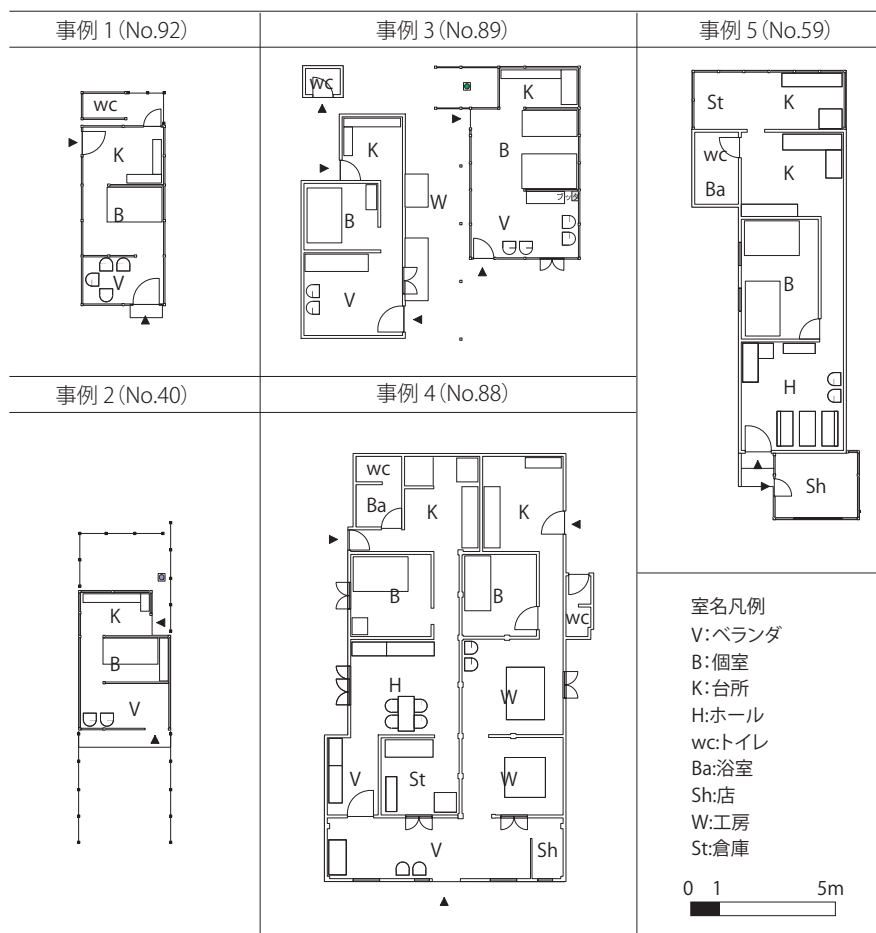 事例 1（No.92）
wc
K
B
V
事例 3（No.89）
wc
K
B
V
W
K
B
ブッダ
V
事例 5（No.59）
St
K
wc
Ba
K
B
H
Sh
事例 2（No.40）
K
B
V
事例 4（No.88）
wc
Ba
K
K
B
B
wc
H
W
V
St
W
V
Sh
室名凡例
V：ベランダ
B：個室
K：台所
H:ホール
wc:トイレ
Ba:浴室
Sh:店
W:工房
St:倉庫
0 1 5m